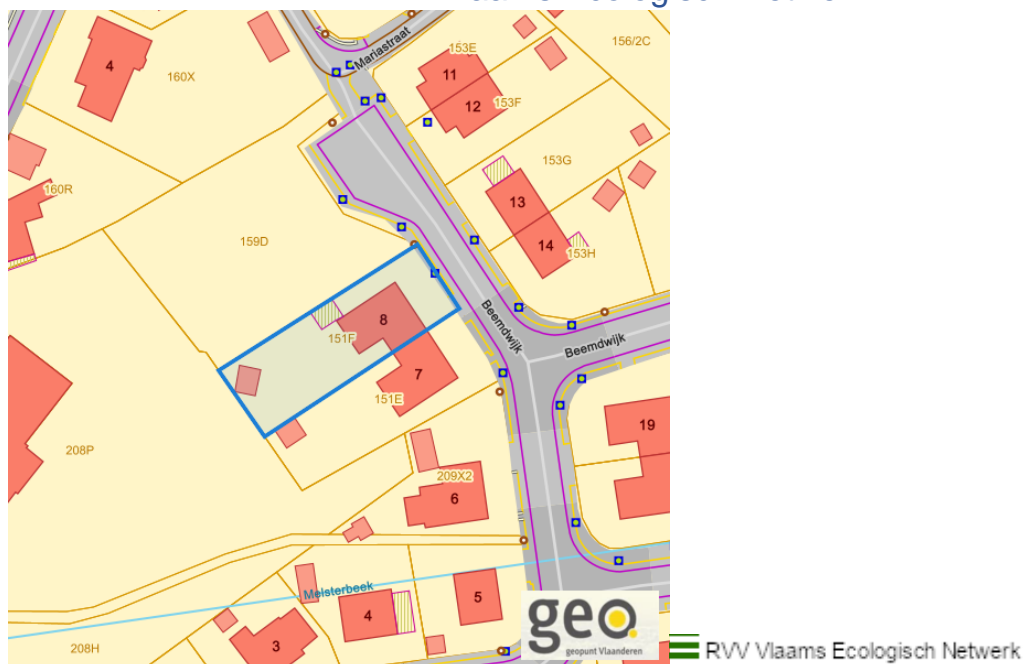 Mariastraat
153E
156/2C
4
160X
11
12
153F
153G
160R
13
159D
14
153H
8
Beemdwijk
151F
Beemdwijk
7
151E
19
208P
209X2
6
Meisterbeek
4
5
geo
geopunt Vlaanderen
3
208H
RVV Vlaams Ecologisch Netwerk